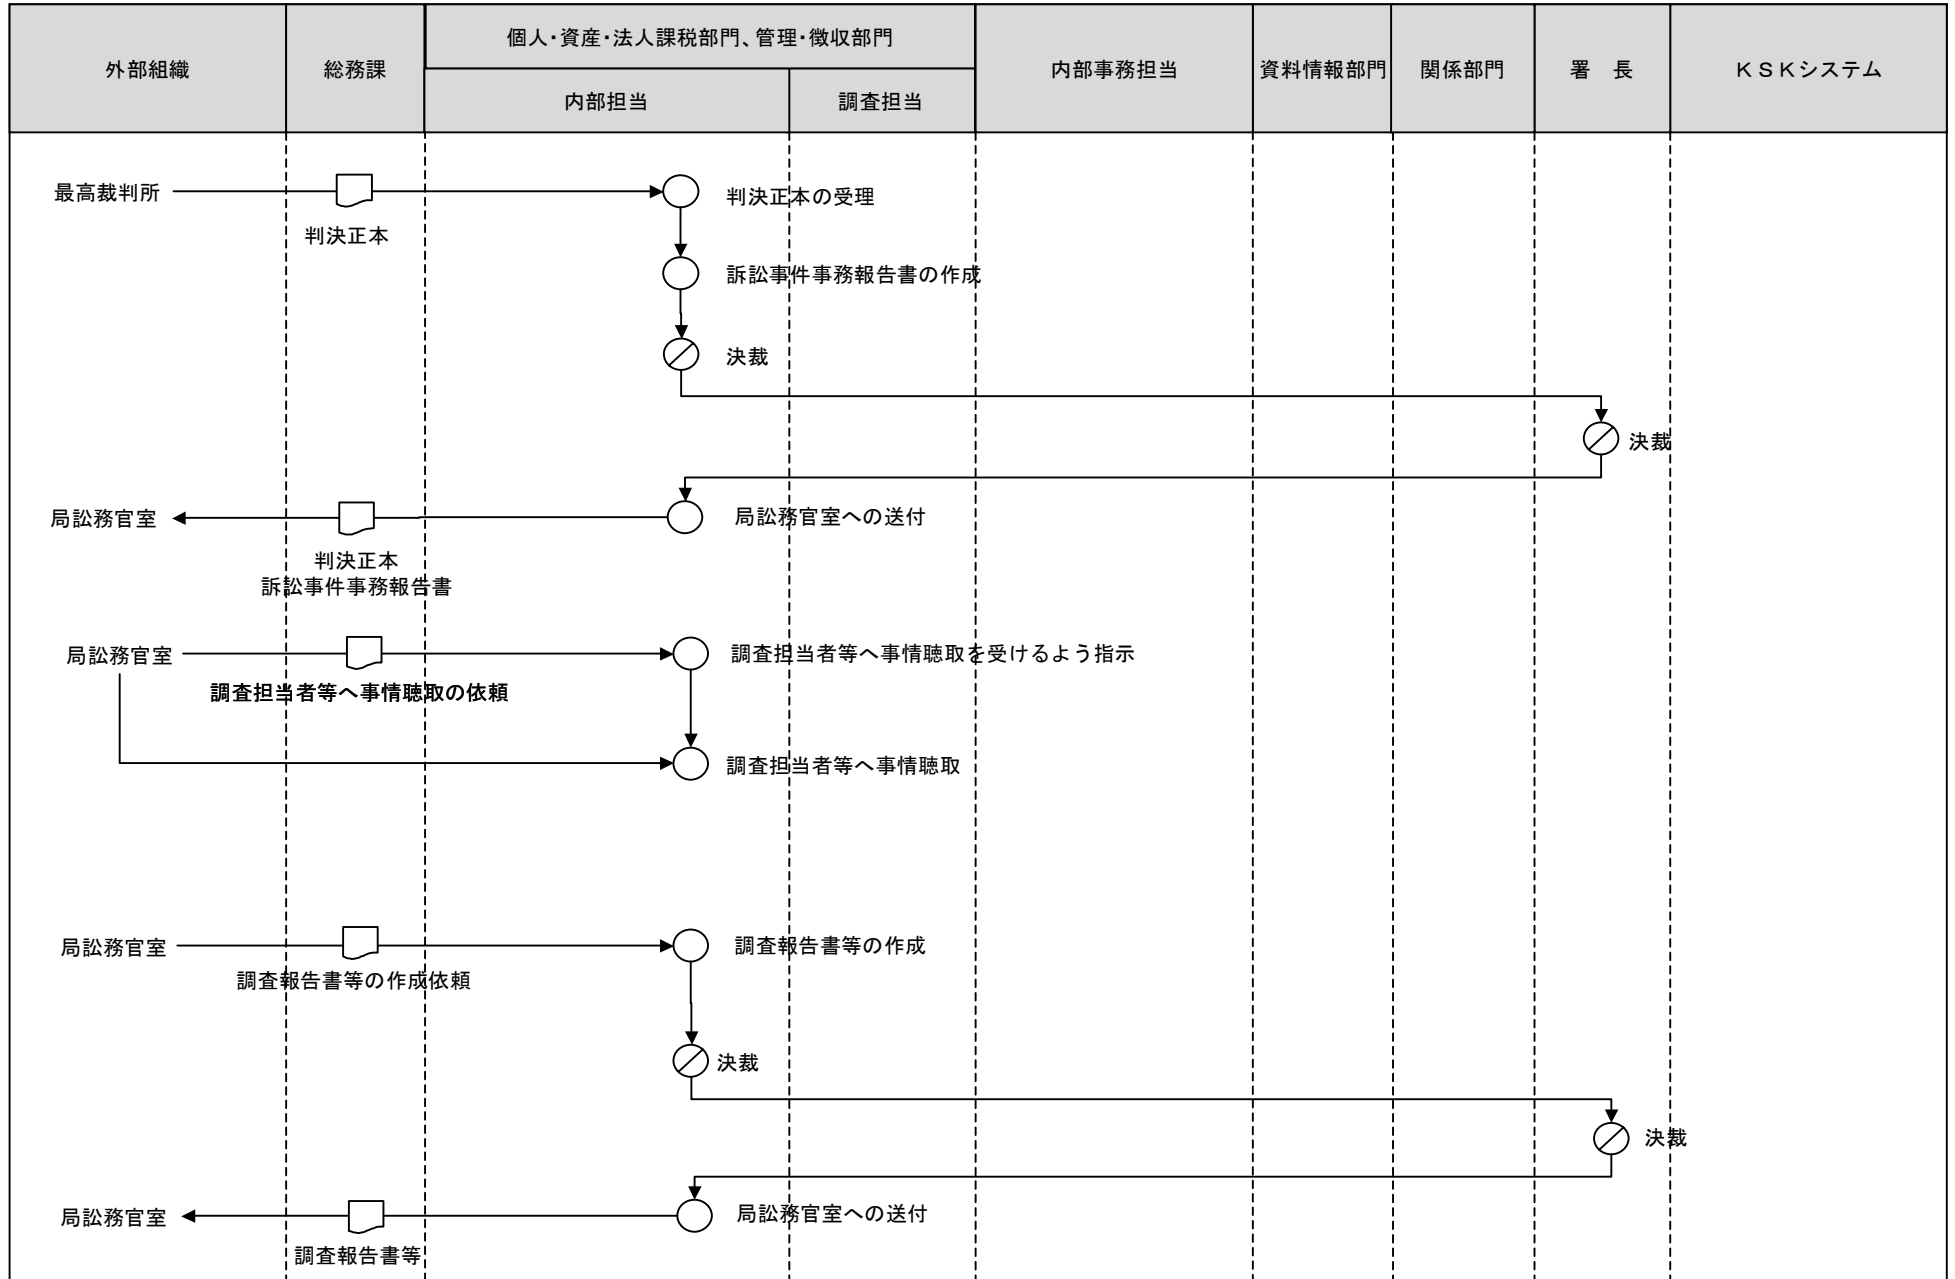 外部組織
総務課
個人・資産・法人課税部門、管理・徴収部門
内部担当
調査担当
内部事務担当
資料情報部門
関係部門
署　長
ＫＳＫシステム
最高裁判所
判決正本
判決正本の受理
訴訟事件事務報告書の作成
決裁
決裁
局訟務官室
判決正本
訴訟事件事務報告書
局訟務官室への送付
局訟務官室
調査担当者等へ事情聴取の依頼
調査担当者等へ事情聴取を受けるよう指示
調査担当者等へ事情聴取
局訟務官室
調査報告書等の作成依頼
調査報告書等の作成
決裁
決裁
局訟務官室
調査報告書等
局訟務官室への送付